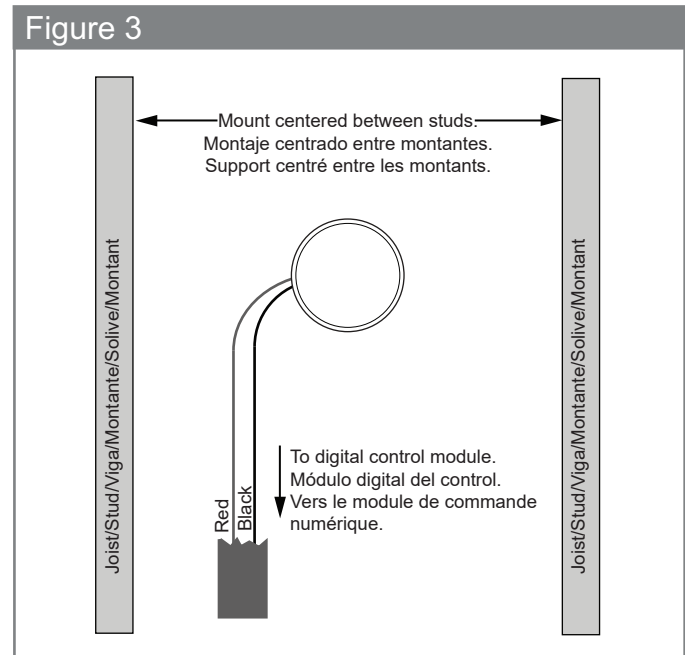 Figure 3
Mount centered between studs.
Montaje centrado entre montantes.
Support centré entre les montants.
Joist/Stud/Viga/Montante/Solive/Montant
Joist/Stud/Viga/Montante/Solive/Montant
To digital control module.
Módulo digital del control.
Vers le module de commande
numérique.
Red
Black